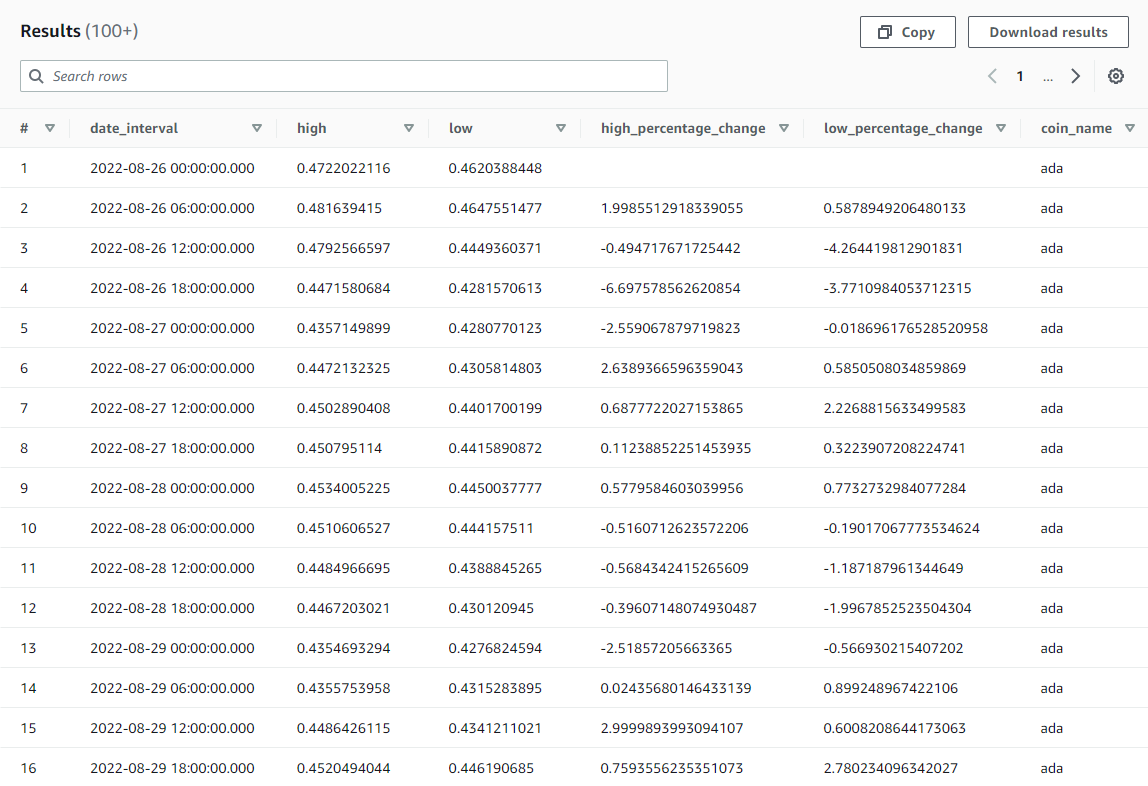 Results (100+) Copy Download results
Search rows 1 ...
# date_interval high low high_percentage_change low_percentage_change coin_name
1 2022-08-26 00:00:00.000 0.4722022116 0.4620388448 ada
2 2022-08-26 06:00:00.000 0.481639415 0.4647551477 1.9985512918339055 0.5878949206480133 ada
3 2022-08-26 12:00:00.000 0.4792566597 0.4449360371 -0.494717671725442 -4.264419812901831 ada
4 2022-08-26 18:00:00.000 0.4471580684 0.4281570613 -6.697578562620854 -3.7710984053712315 ada
5 2022-08-27 00:00:00.000 0.4357149899 0.4280770123 -2.559067879719823 -0.018696176528520958 ada
6 2022-08-27 06:00:00.000 0.4472132325 0.4305814803 2.6389366596359043 0.5850508034859869 ada
7 2022-08-27 12:00:00.000 0.4502890408 0.4401700199 0.6877722027153865 2.2268815633499583 ada
8 2022-08-27 18:00:00.000 0.450795114 0.4415890872 0.11238852251453935 0.3223907208224741 ada
9 2022-08-28 00:00:00.000 0.4534005225 0.4450037777 0.5779584603039956 0.7732732984077284 ada
10 2022-08-28 06:00:00.000 0.4510606527 0.444157511 -0.5160712623572206 -0.19017067773534624 ada
11 2022-08-28 12:00:00.000 0.4484966695 0.4388845265 -0.5684342415265609 -1.187187961344649 ada
12 2022-08-28 18:00:00.000 0.4467203021 0.430120945 -0.39607148074930487 -1.9967852523504304 ada
13 2022-08-29 00:00:00.000 0.4354693294 0.4276824594 -2.51857205663365 -0.566930215407202 ada
14 2022-08-29 06:00:00.000 0.4355753958 0.4315283895 0.02435680146433139 0.899248967422106 ada
15 2022-08-29 12:00:00.000 0.4486426115 0.4341211021 2.9999893993094107 0.6008208644173063 ada
16 2022-08-29 18:00:00.000 0.4520494044 0.446190685 0.7593556235351073 2.780234096342027 ada